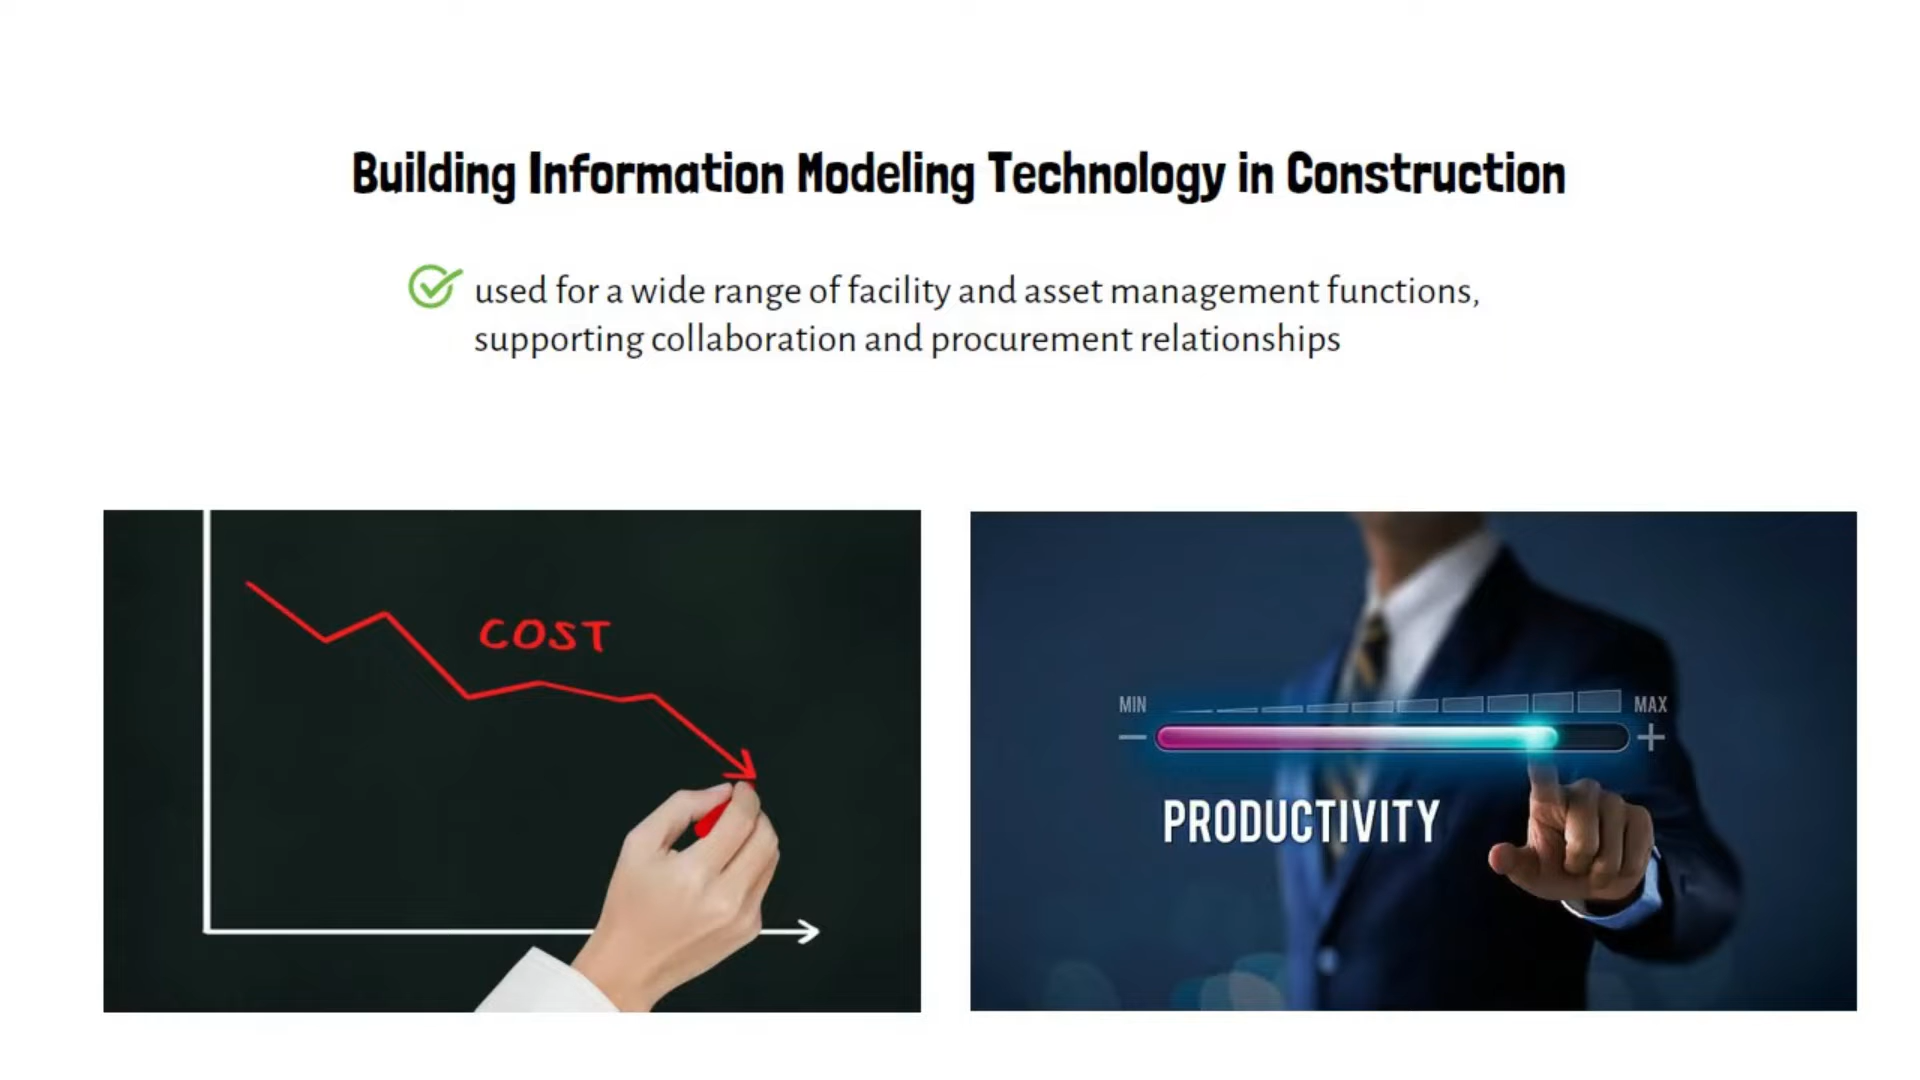 Building Information Modeling Technology in Construction
used for a wide range of facility and asset management functions,
supporting collaboration and procurement relationships
COST
MIN
MAX
PRODUCTIVITY